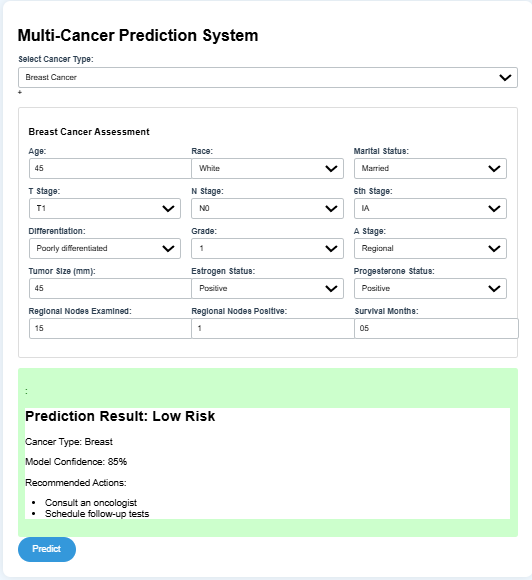 Multi-Cancer Prediction System
Select Cancer Type:
Breast Cancer
+
Breast Cancer Assessment
Age: Race: Marital Status:
45 White Married
T Stage: N Stage: 6th Stage:
T1 N0 IA
Differentiation: Grade: A Stage:
Poorly differentiated 1 Regional
Tumor Size (mm): Estrogen Status: Progesterone Status:
45 Positive Positive
Regional Nodes Examined: Regional Nodes Positive: Survival Months:
15 1 05
:
Prediction Result: Low Risk
Cancer Type: Breast
Model Confidence: 85%
Recommended Actions:
• Consult an oncologist
• Schedule follow-up tests
Predict